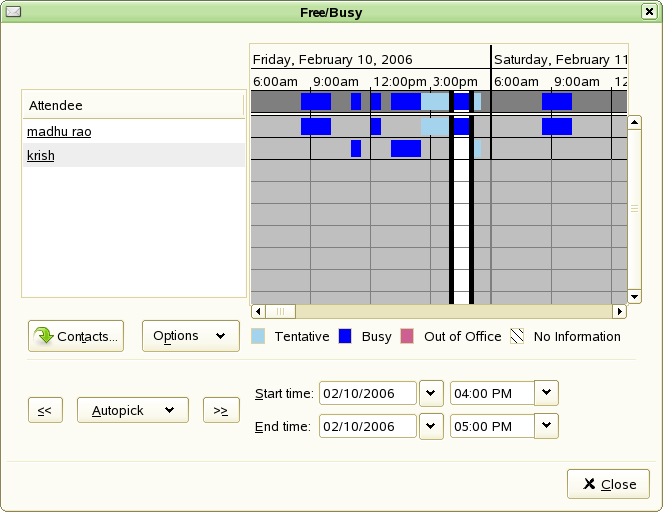 Free/Busy
Friday, February 10, 2006 Saturday, February 11
6:00am 9:00am 12:00pm 3:00pm 6:00am 9:00am 12
Attendee
madhu rao
krish
Contacts... Options Tentative Busy Out of Office No Information
Start time: 02/10/2006 04:00 PM
<< Autopick >>
End time: 02/10/2006 05:00 PM
Close